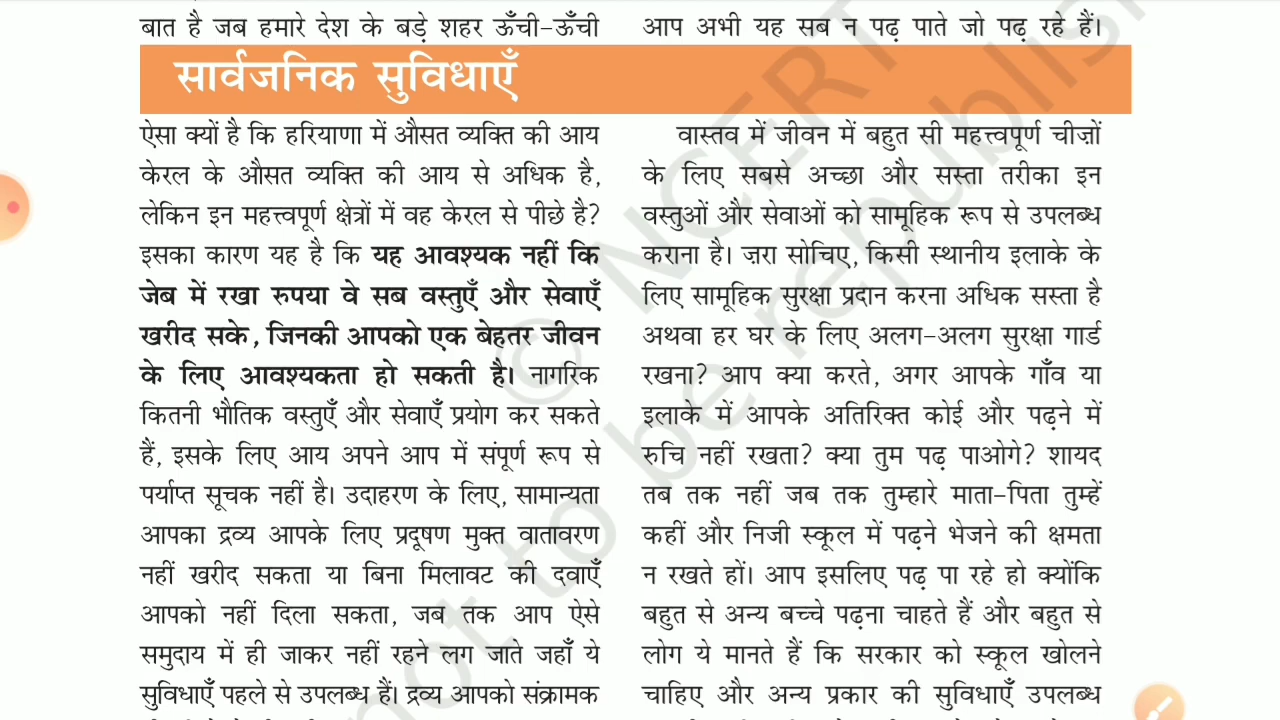 बात है जब हमारे देश के बड़े शहर ऊँची-ऊँची
आप अभी यह सब न पढ़ पाते जो पढ़ रहे हैं।
सार्वजनिक सुविधाएँ
ऐसा क्यों है कि हरियाणा में औसत व्यक्ति की आय
केरल के औसत व्यक्ति की आय से अधिक है,
लेकिन इन महत्त्वपूर्ण क्षेत्रों में वह केरल से पीछे है?
इसका कारण यह है कि यह आवश्यक नहीं कि
जेब में रखा रुपया वे सब वस्तुएँ और सेवाएँ
खरीद सके, जिनकी आपको एक बेहतर जीवन
के लिए आवश्यकता हो सकती है। नागरिक
कितनी भौतिक वस्तुएँ और सेवाएँ प्रयोग कर सकते
हैं, इसके लिए आय अपने आप में संपूर्ण रूप से
पर्याप्त सूचक नहीं है। उदाहरण के लिए, सामान्यता
आपका द्रव्य आपके लिए प्रदूषण मुक्त वातावरण
नहीं खरीद सकता या बिना मिलावट की दवाएँ
आपको नहीं दिला सकता, जब तक आप ऐसे
समुदाय में ही जाकर नहीं रहने लग जाते जहाँ ये
सुविधाएँ पहले से उपलब्ध हैं। द्रव्य आपको संक्रामक
वास्तव में जीवन में बहुत सी महत्त्वपूर्ण चीज़ों
के लिए सबसे अच्छा और सस्ता तरीका इन
वस्तुओं और सेवाओं को सामूहिक रूप से उपलब्ध
कराना है। ज़रा सोचिए, किसी स्थानीय इलाके के
लिए सामूहिक सुरक्षा प्रदान करना अधिक सस्ता है
अथवा हर घर के लिए अलग-अलग सुरक्षा गार्ड
रखना? आप क्या करते, अगर आपके गाँव या
इलाके में आपके अतिरिक्त कोई और पढ़ने में
रुचि नहीं रखता? क्या तुम पढ़ पाओगे? शायद
तब तक नहीं जब तक तुम्हारे माता-पिता तुम्हें
कहीं और निजी स्कूल में पढ़ने भेजने की क्षमता
न रखते हों। आप इसलिए पढ़ पा रहे हो क्योंकि
बहुत से अन्य बच्चे पढ़ना चाहते हैं और बहुत से
लोग ये मानते हैं कि सरकार को स्कूल खोलने
चाहिए और अन्य प्रकार की सुविधाएँ उपलब्ध
© NCERT
not to be republish